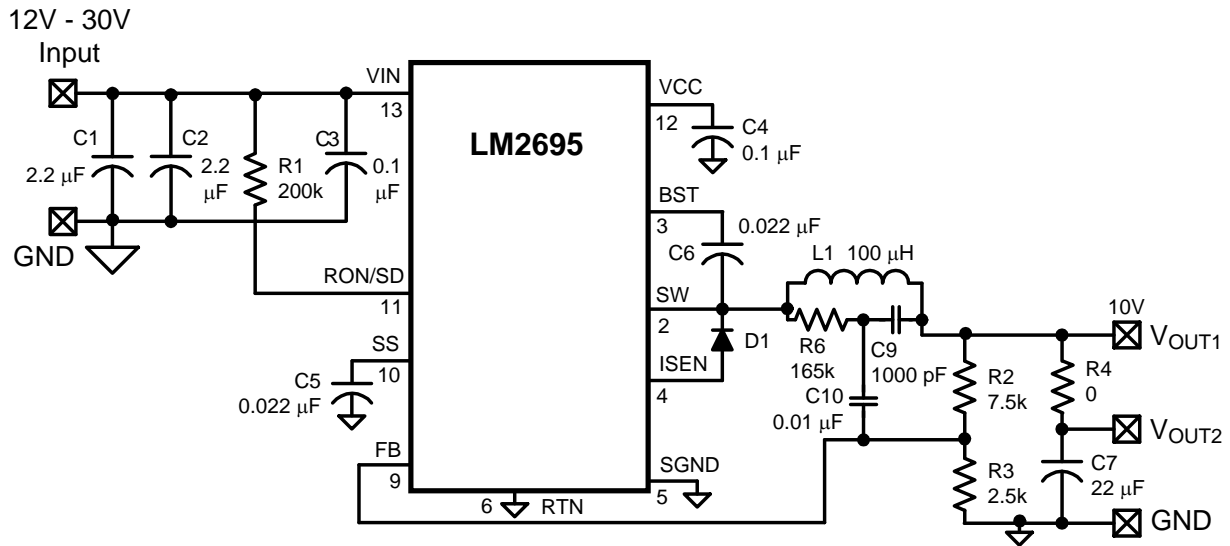 12V - 30V
Input
VIN
13
C1
2.2 µF
C2
2.2
µF
R1
200k
C3
0.1
µF
GND
LM2695
VCC
12
C4
0.1 µF
BST
3
0.022 µF
C6
L1 100 µH
RON/SD
11
SW
2
D1
R6
165k
C9
1000 pF
C10
0.01 µF
10V
VOUT1
R2
7.5k
R4
0
SS
10
C5
0.022 µF
ISEN
4
VOUT2
FB
9
6
RTN
SGND
5
R3
2.5k
C7
22 µF
GND